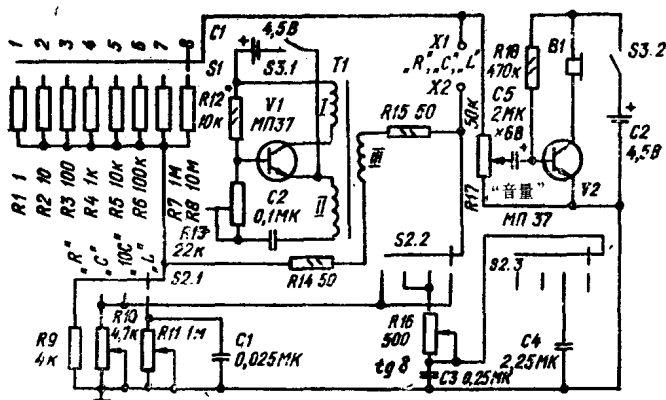 1 2 3 4 5 6 7 8
C1
S1
4,5В
S3.1
T1
R12*
10к
V1
МП37
I
II
III
C2
0,1МК
R13
22к
R1 1
R2 10
R3 100
R4 1к
R5 10к
R6 100к
R7 1М
R8 10М
R15 50
R14 50
X1
„R”,„C”,„L”
X2
50к
R17
“音量”
C5
2МК
×6В
R18
470к
B1
S3.2
C2
4,5В
V2
МП 37
„R”
„C”
„10C”
„L”
S2.1
S2.2
S2.3
R9
4к
R10
4,7к
R11 1М
C1
0,025МК
R16
500
tg δ
C3 0,25МК
C4
2,25МК